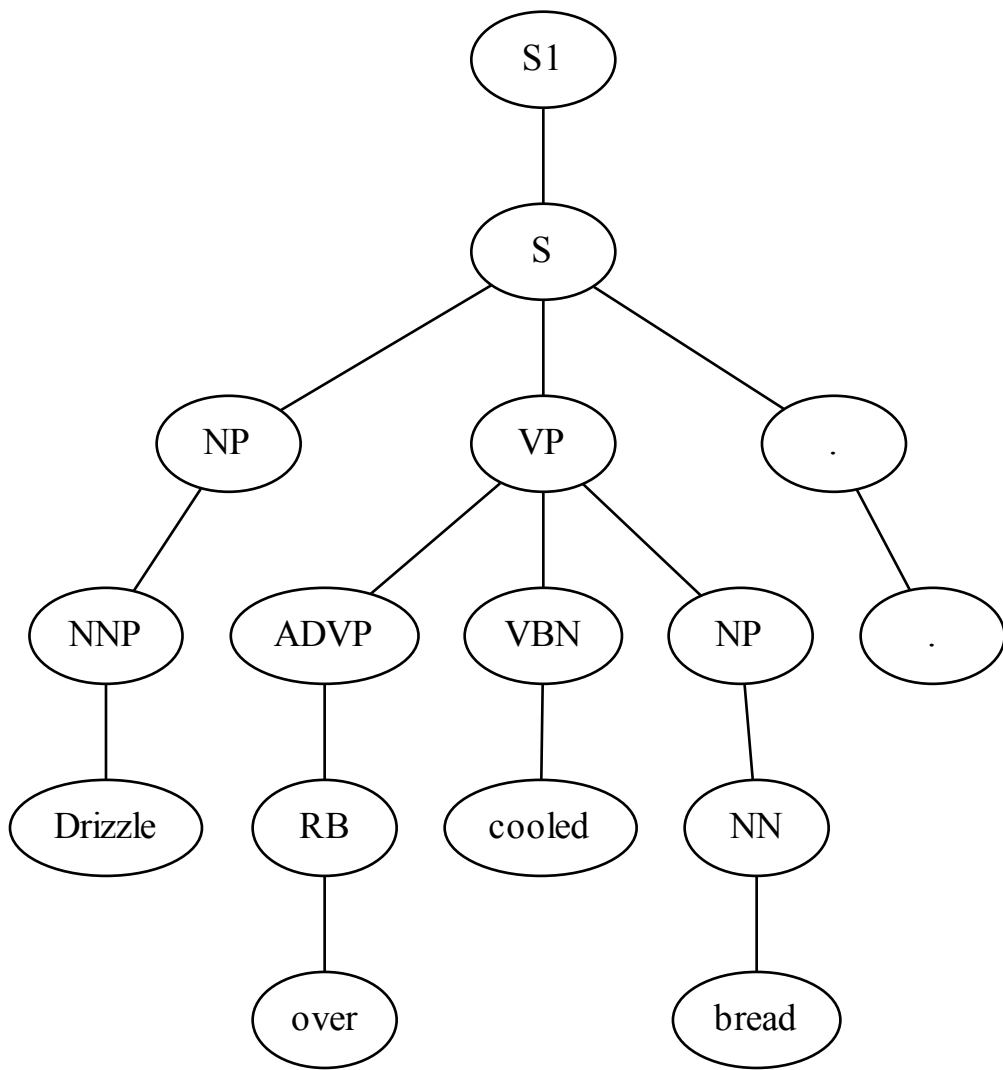 S1
S
NP VP .
NNP ADVP VBN NP .
Drizzle RB cooled NN
over bread